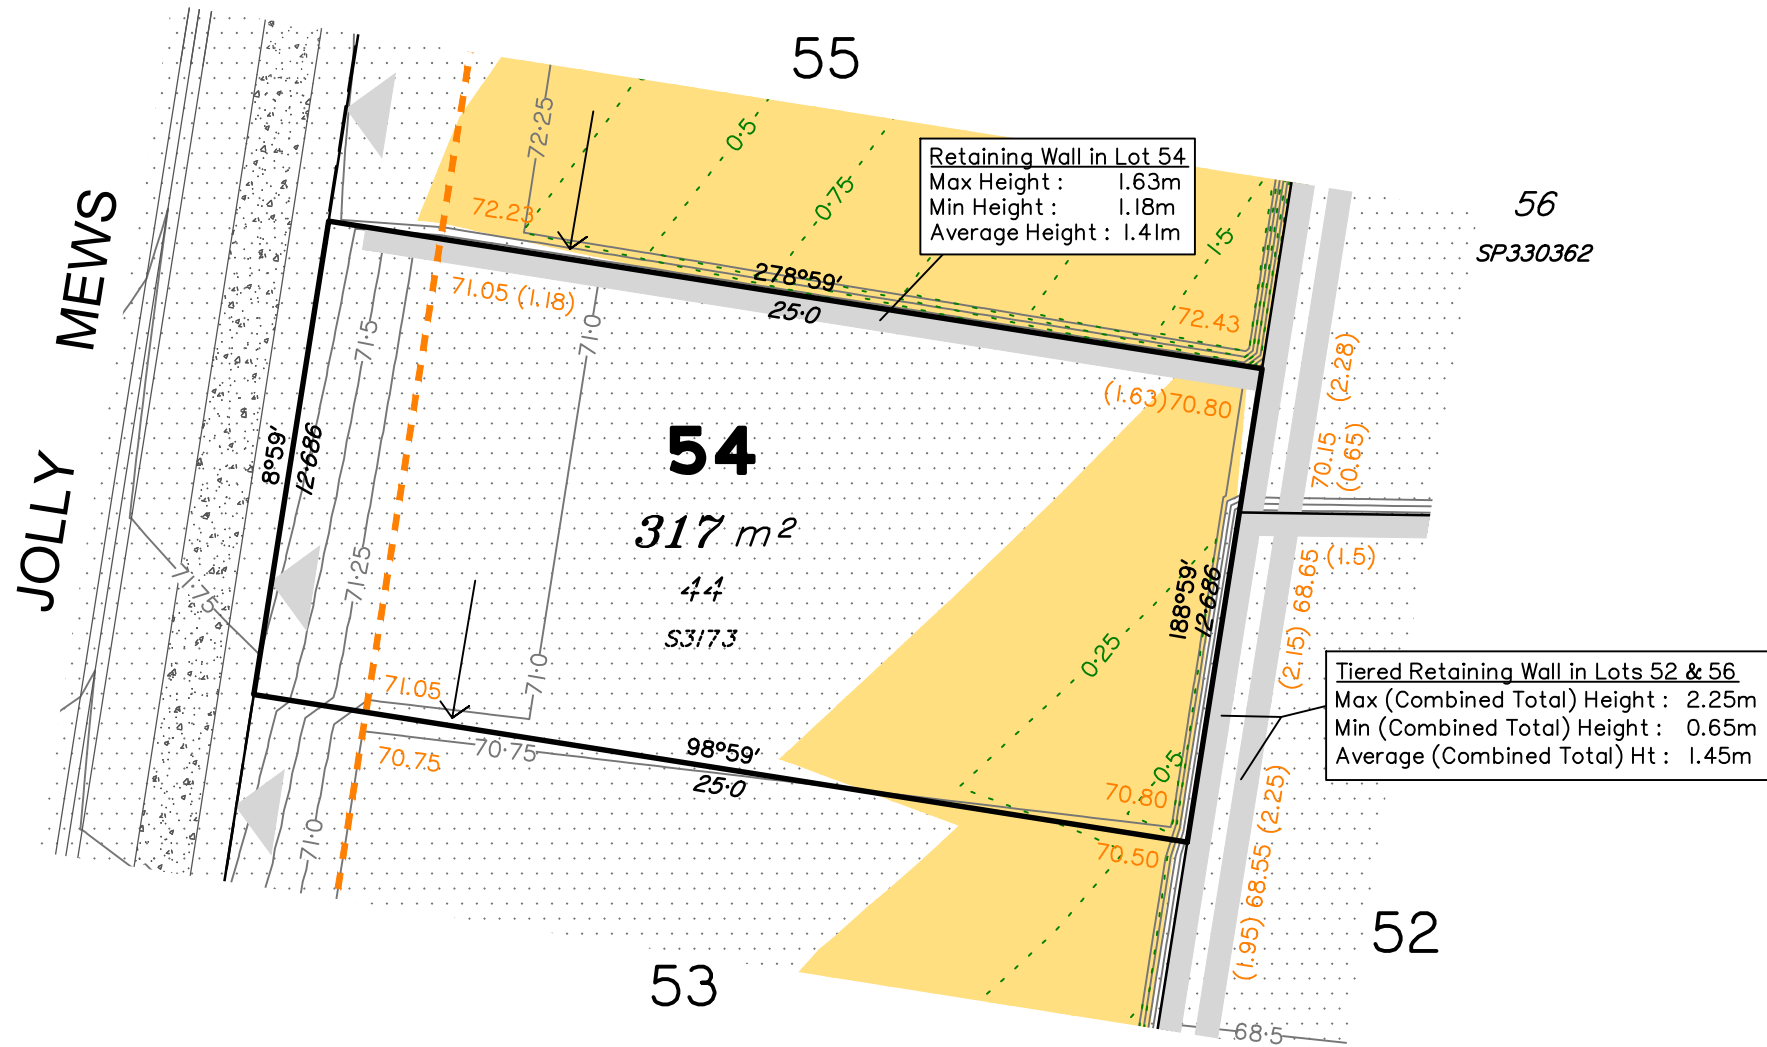 55
72·25
0·5
0·75
Retaining Wall in Lot 54
Max Height : 1.63m
Min Height : 1.18m
Average Height : 1.41m
1·5
56
SP330362
72.23
278°59′
25·0
71.05 (1.18)
72.43
71·5
71·0
(2.28)
(1.63)70.80
70.15
(0.65)
8°59′
12·686
54
317 m²
44
S3173
JOLLY MEWS
71·75
71·25
188°59′
12·686
(2.15) 68.65 (1.5)
0·25
71·0
71.05
Tiered Retaining Wall in Lots 52 & 56
Max (Combined Total) Height : 2.25m
Min (Combined Total) Height : 0.65m
Average (Combined Total) Ht : 1.45m
70.75
70·75
98°59′
25·0
0·5
70.80
70.50
71·0
(1.95) 68.55 (2.25)
52
53
68·5